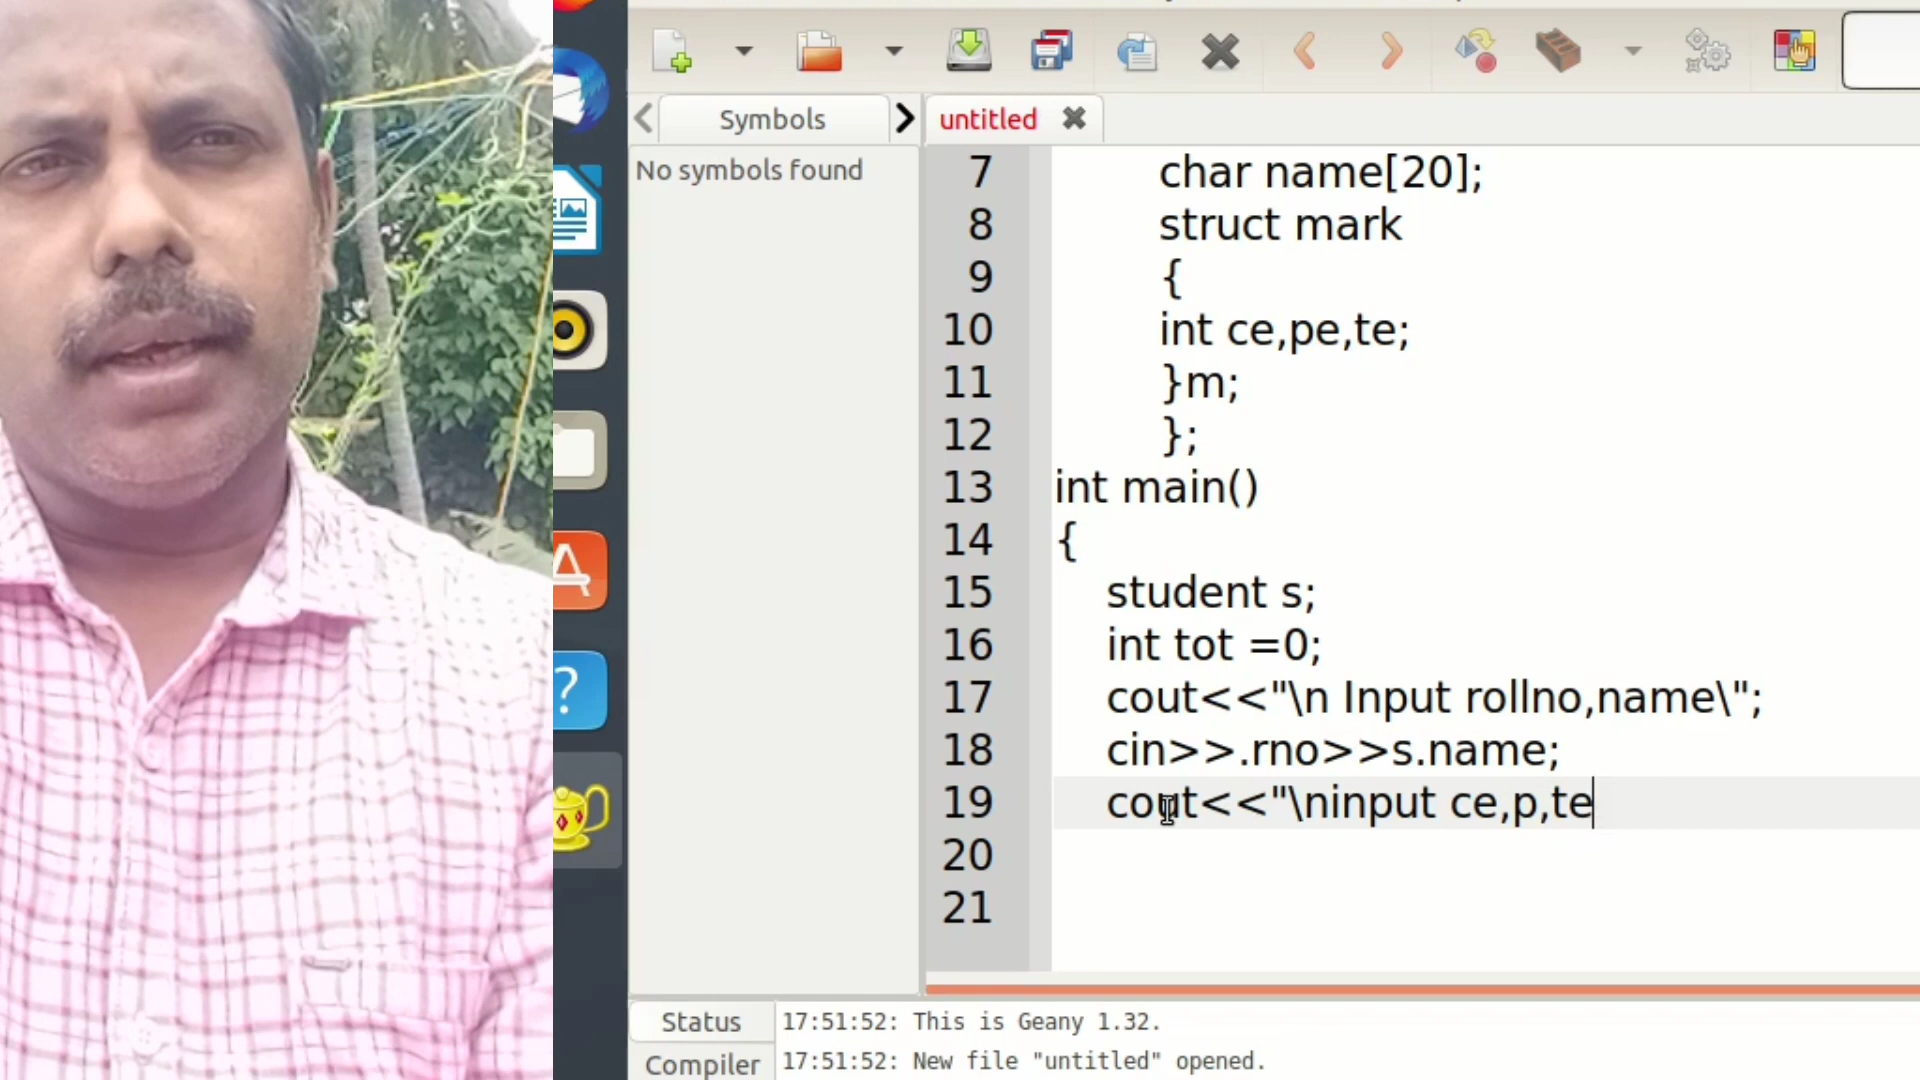 Symbols
untitled
No symbols found
7 char name[20];
8 struct mark
9 {
10 int ce,pe,te;
11 }m;
12 };
13 int main()
14 {
15 student s;
16 int tot =0;
17 cout<<"\n Input rollno,name\";
18 cin>>.rno>>s.name;
19 cout<<"\ninput ce,p,te
20
21
Status
17:51:52: This is Geany 1.32.
Compiler
17:51:52: New file "untitled" opened.